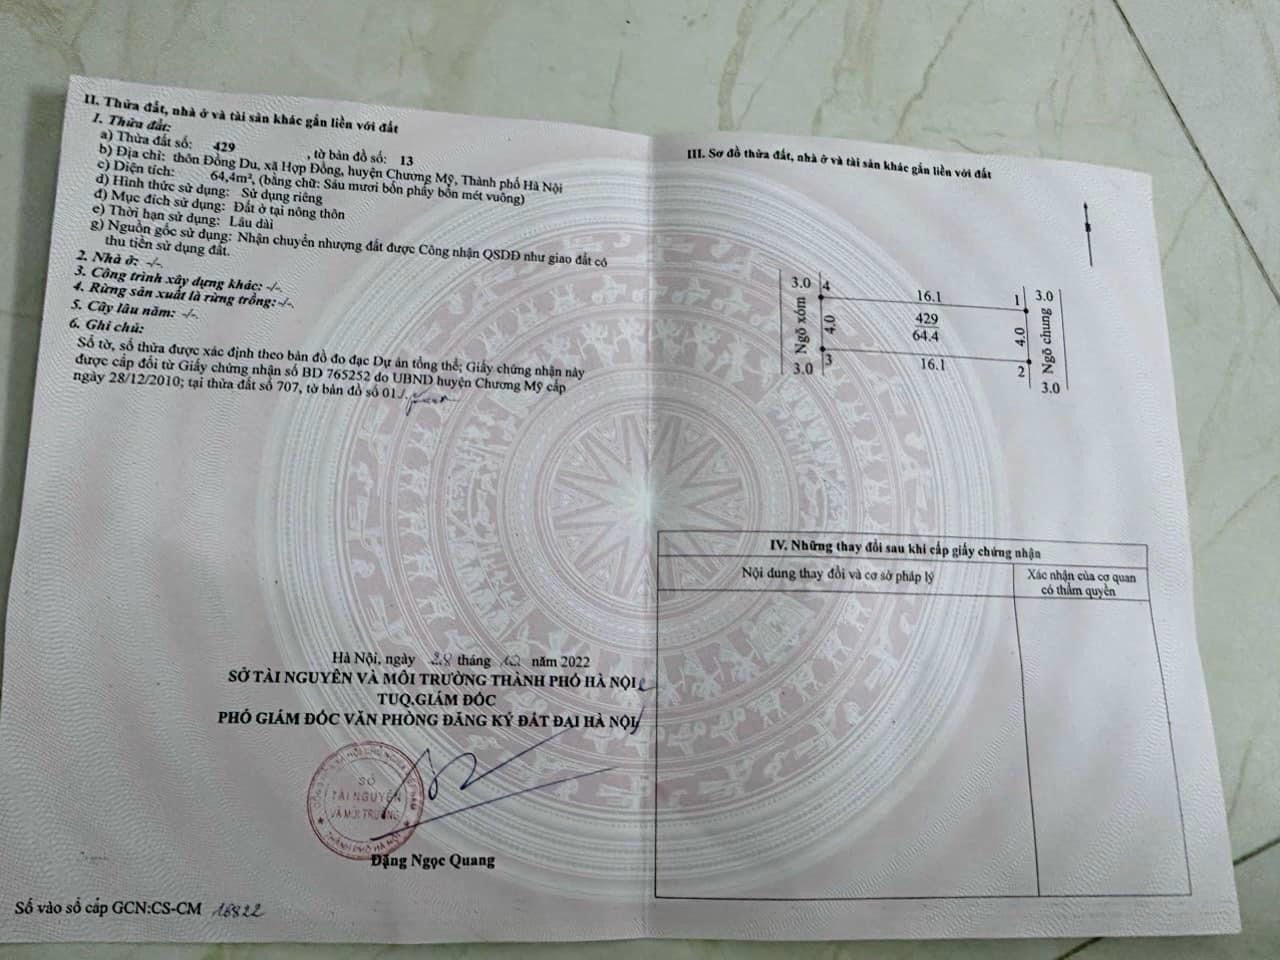 II. Thửa đất, nhà ở và tài sản khác gắn liền với đất
1. Thửa đất:
a) Thửa đất số: 429 , tờ bản đồ số: 13
b) Địa chỉ: thôn Đồng Du, xã Hợp Đồng, huyện Chương Mỹ, Thành phố Hà Nội
c) Diện tích: 64,4m², (bằng chữ: Sáu mươi bốn phẩy bốn mét vuông)
d) Hình thức sử dụng: Sử dụng riêng
đ) Mục đích sử dụng: Đất ở tại nông thôn
e) Thời hạn sử dụng: Lâu dài
g) Nguồn gốc sử dụng: Nhận chuyển nhượng đất được Công nhận QSDĐ như giao đất có
thu tiền sử dụng đất.
2. Nhà ở: -/-.
3. Công trình xây dựng khác: -/-.
4. Rừng sản xuất là rừng trồng:-/-.
5. Cây lâu năm: -/-.
6. Ghi chú:
Số tờ, số thửa được xác định theo bản đồ đo đạc Dự án tổng thể; Giấy chứng nhận này
được cấp đổi từ Giấy chứng nhận số BD 765252 do UBND huyện Chương Mỹ cấp
ngày 28/12/2010; tại thửa đất số 707, tờ bản đồ số 01./.
Hà Nội, ngày 28 tháng 12 năm 2022
SỞ TÀI NGUYÊN VÀ MÔI TRƯỜNG THÀNH PHỐ HÀ NỘI
TUQ.GIÁM ĐỐC
PHÓ GIÁM ĐỐC VĂN PHÒNG ĐĂNG KÝ ĐẤT ĐAI HÀ NỘI
SỞ
TÀI NGUYÊN
VÀ MÔI TRƯỜNG
THÀNH PHỐ HÀ NỘI
Đặng Ngọc Quang
Số vào sổ cấp GCN:CS-CM 16822
III. Sơ đồ thửa đất, nhà ở và tài sản khác gắn liền với đất
3.0 4 16.1 1 3.0
Ngõ xóm 4.0 429 4.0 Ngõ chung
64.4
3.0 3 16.1 2 3.0
IV. Những thay đổi sau khi cấp giấy chứng nhận
Nội dung thay đổi và cơ sở pháp lý
Xác nhận của cơ quan
có thẩm quyền